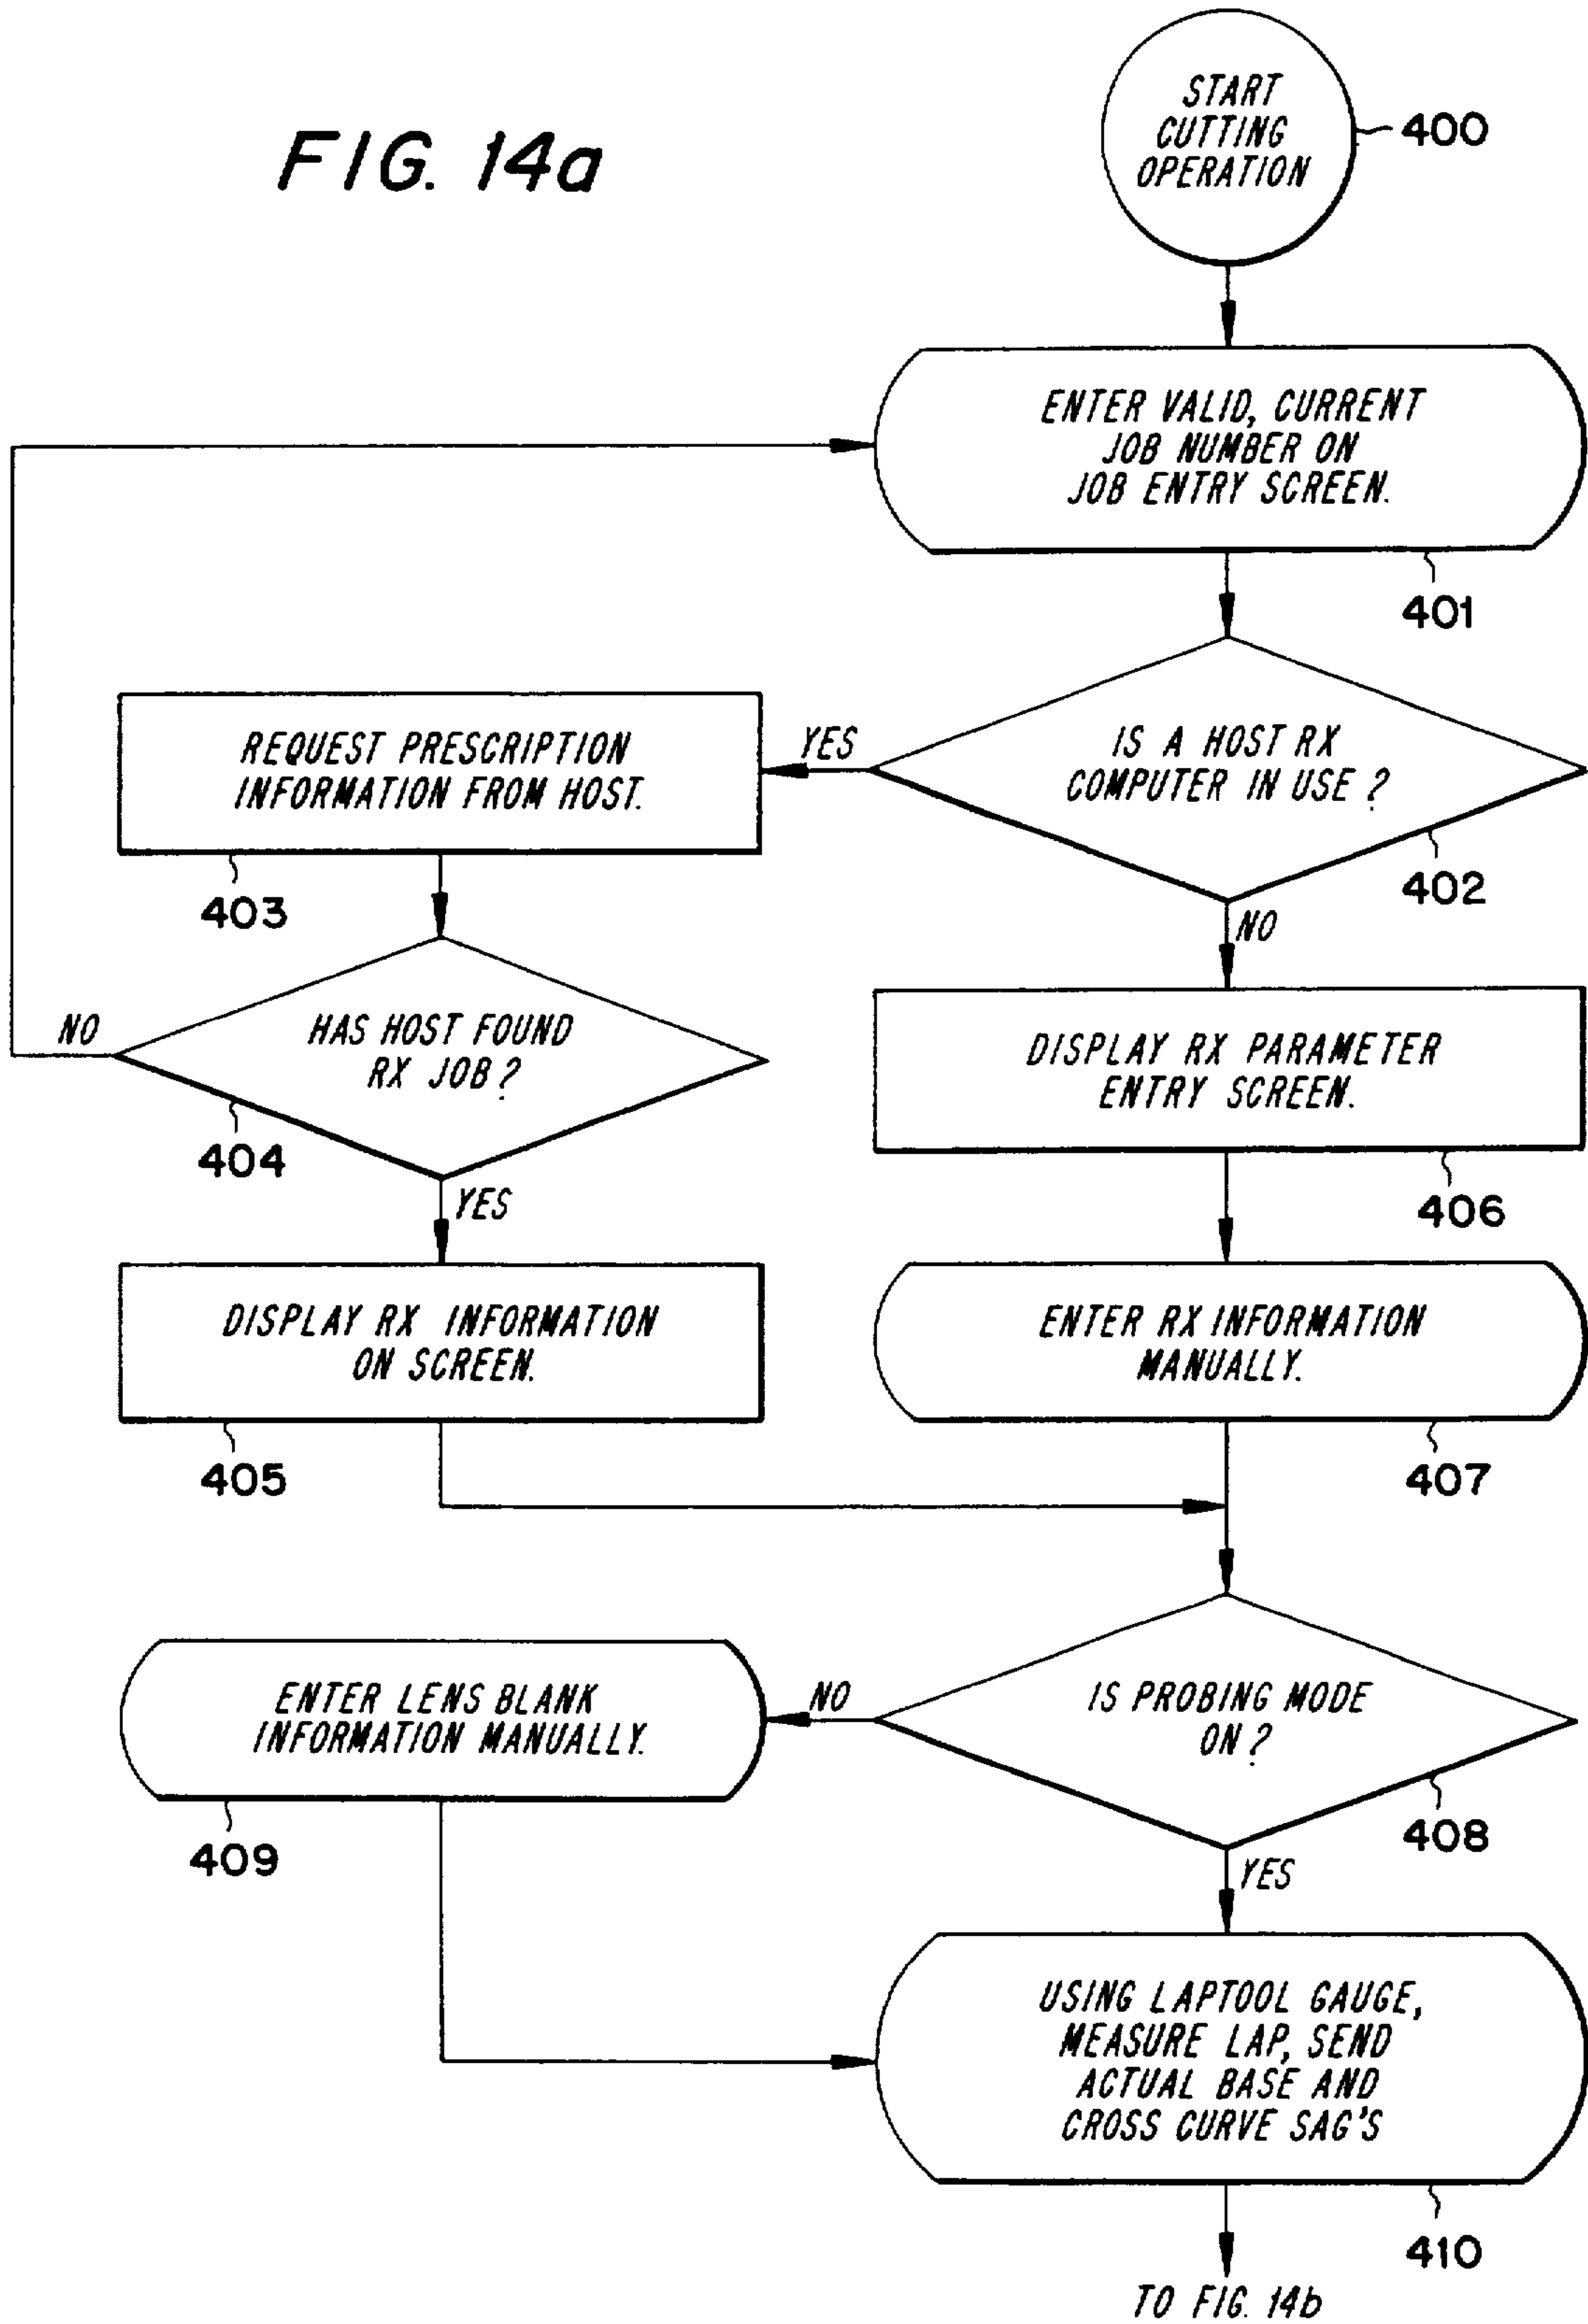 FIG. 14a
START
CUTTING
OPERATION
400
ENTER VALID, CURRENT
JOB NUMBER ON
JOB ENTRY SCREEN.
401
IS A HOST RX
COMPUTER IN USE ?
402
YES
REQUEST PRESCRIPTION
INFORMATION FROM HOST.
403
NO
HAS HOST FOUND
RX JOB ?
404
NO
DISPLAY RX PARAMETER
ENTRY SCREEN.
406
YES
DISPLAY RX INFORMATION
ON SCREEN.
405
ENTER RX INFORMATION
MANUALLY.
407
IS PROBING MODE
ON ?
408
NO
ENTER LENS BLANK
INFORMATION MANUALLY.
409
YES
USING LAPTOOL GAUGE,
MEASURE LAP, SEND
ACTUAL BASE AND
CROSS CURVE SAG'S
410
TO FIG. 14b